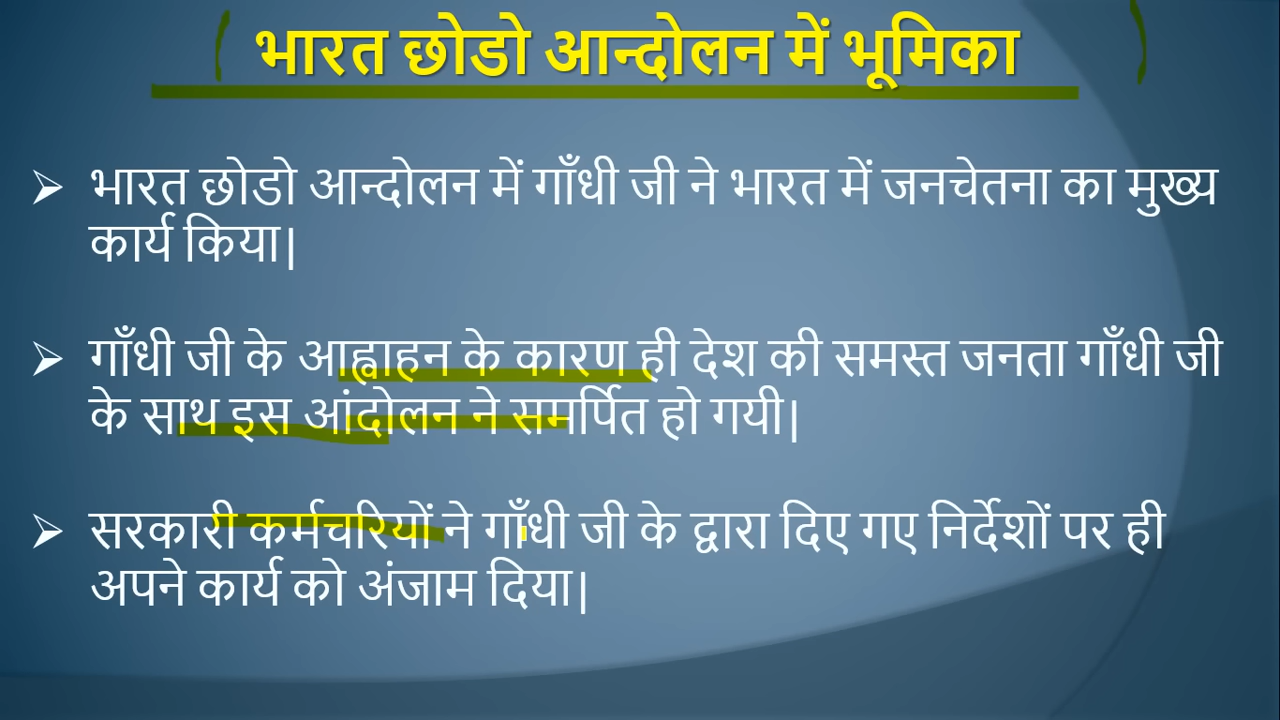 भारत छोडो आन्दोलन में भूमिका
भारत छोडो आन्दोलन में गाँधी जी ने भारत में जनचेतना का मुख्य
कार्य किया|
गाँधी जी के आह्वाहन के कारण ही देश की समस्त जनता गाँधी जी
के साथ इस आंदोलन ने समर्पित हो गयी|
सरकारी कर्मचरियों ने गाँधी जी के द्वारा दिए गए निर्देशों पर ही
अपने कार्य को अंजाम दिया|